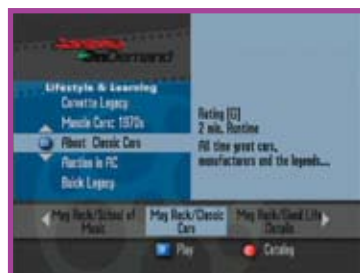 OnDemand
Lifestyle & Learning
Corvette Legacy
Muscle Cars: 1970s
About Classic Cars
Auction in AC
Buick Legacy
Rating [G]
2 min. Runtime
All time great cars,
manufacturers and the legends...
Mag Rack/School of
Music
Mag Rack/Classic
Cars
Mag Rack/Good Life
Details
Play
Catalog